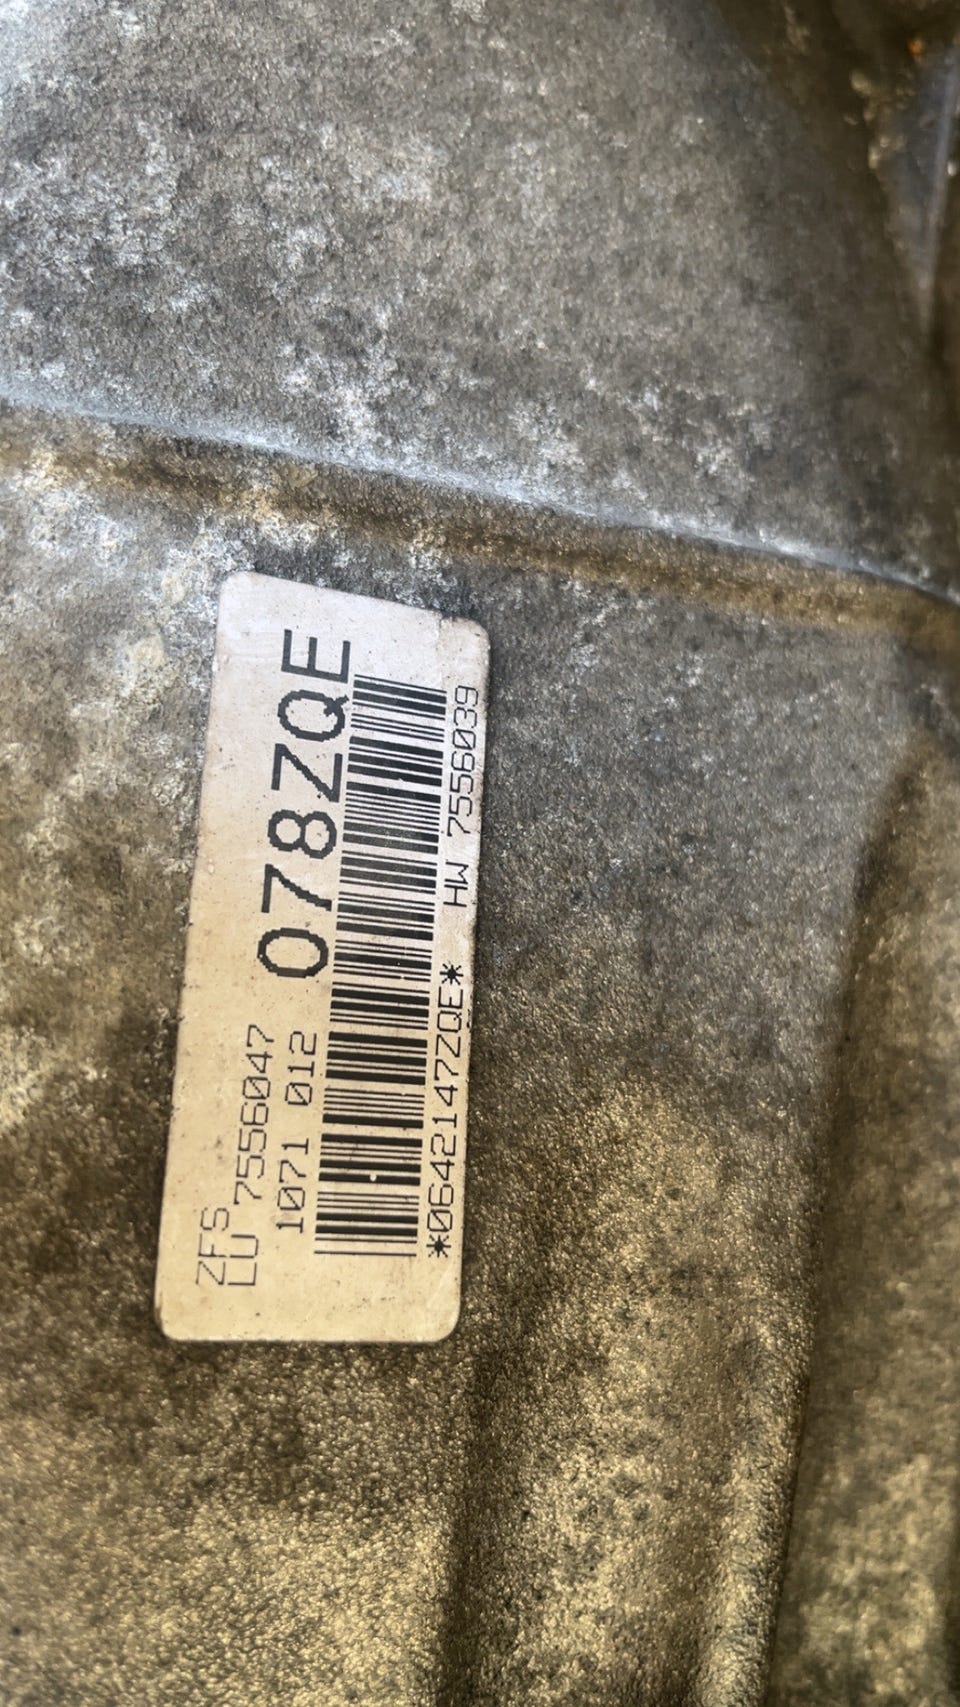 ZFS
LU 7556047
1071 012 078ZQE
*0642147ZQE* HW 7556039